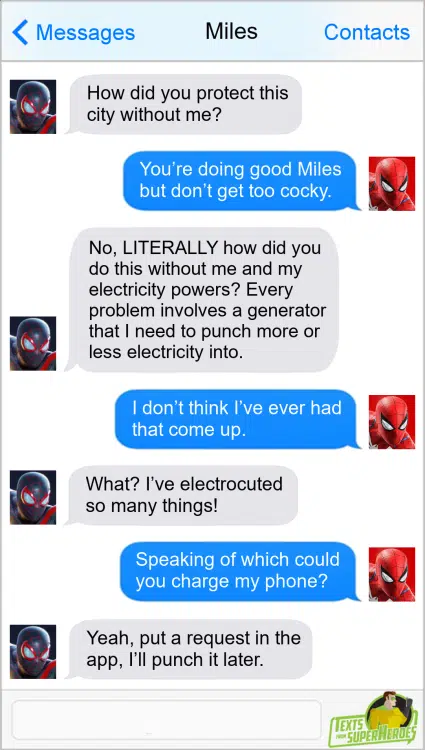 Messages
Miles
Contacts
How did you protect this
city without me?
You’re doing good Miles
but don’t get too cocky.
No, LITERALLY how did you
do this without me and my
electricity powers? Every
problem involves a generator
that I need to punch more or
less electricity into.
I don’t think I’ve ever had
that come up.
What? I’ve electrocuted
so many things!
Speaking of which could
you charge my phone?
Yeah, put a request in the
app, I’ll punch it later.
TEXTS
FROM SUPERHEROES